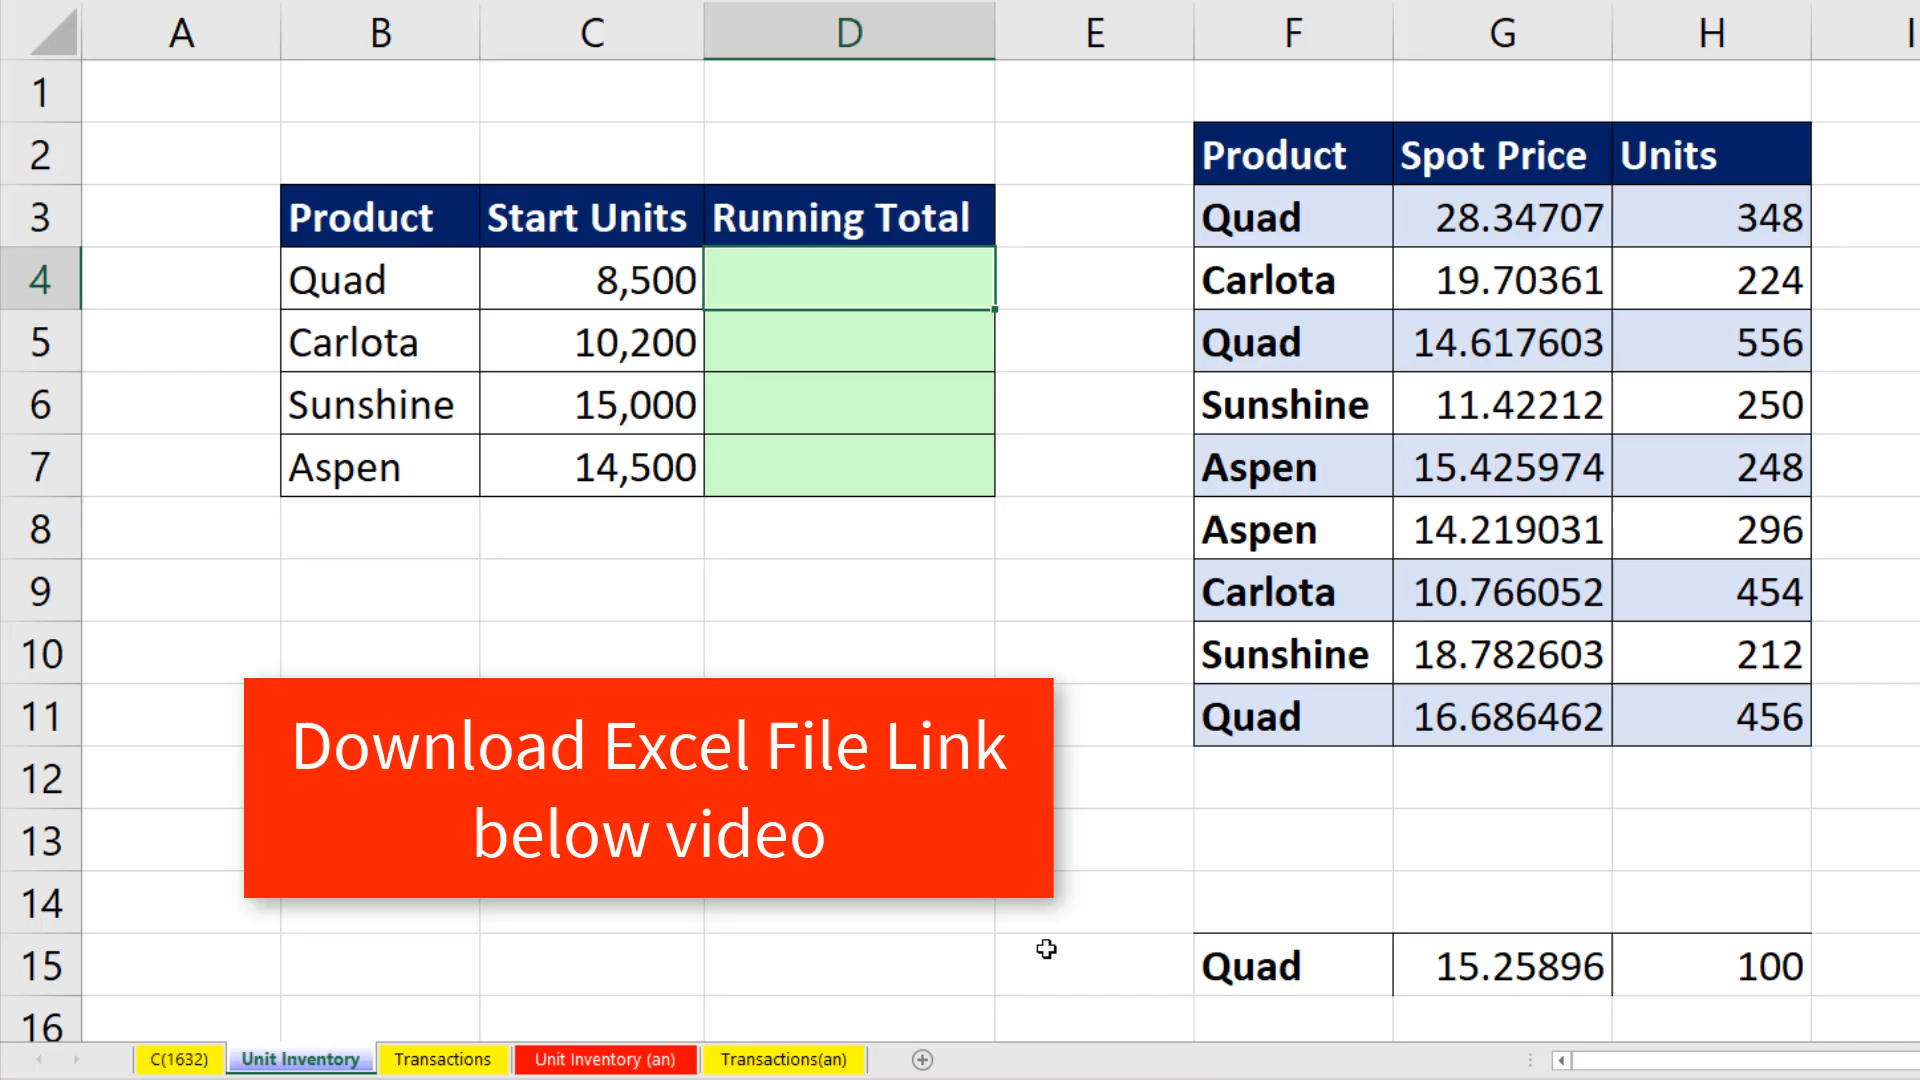 A B C D E F G H I
1
2 Product Spot Price Units
3 Product Start Units Running Total Quad 28.34707 348
4 Quad 8,500 Carlota 19.70361 224
5 Carlota 10,200 Quad 14.617603 556
6 Sunshine 15,000 Sunshine 11.42212 250
7 Aspen 14,500 Aspen 15.425974 248
8 Aspen 14.219031 296
9 Carlota 10.766052 454
10 Sunshine 18.782603 212
11 Quad 16.686462 456
Download Excel File Link
12
below video
13
14
15 Quad 15.25896 100
16
C(1632) Unit Inventory Transactions Unit Inventory (an) Transactions(an)